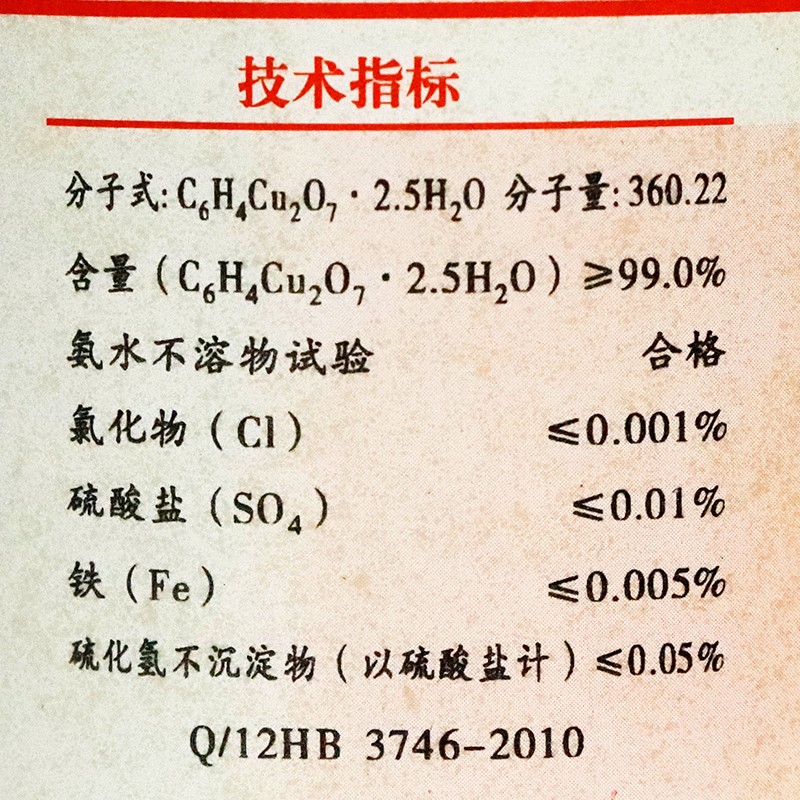 技术指标
分子式: C₆H₄Cu₂O₇·2.5H₂O 分子量: 360.22
含量(C₆H₄Cu₂O₇·2.5H₂O) ≥99.0%
氨水不溶物试验 合格
氯化物(Cl) ≤0.001%
硫酸盐(SO₄) ≤0.01%
铁(Fe) ≤0.005%
硫化氢不沉淀物(以硫酸盐计) ≤0.05%
Q/12HB 3746-2010